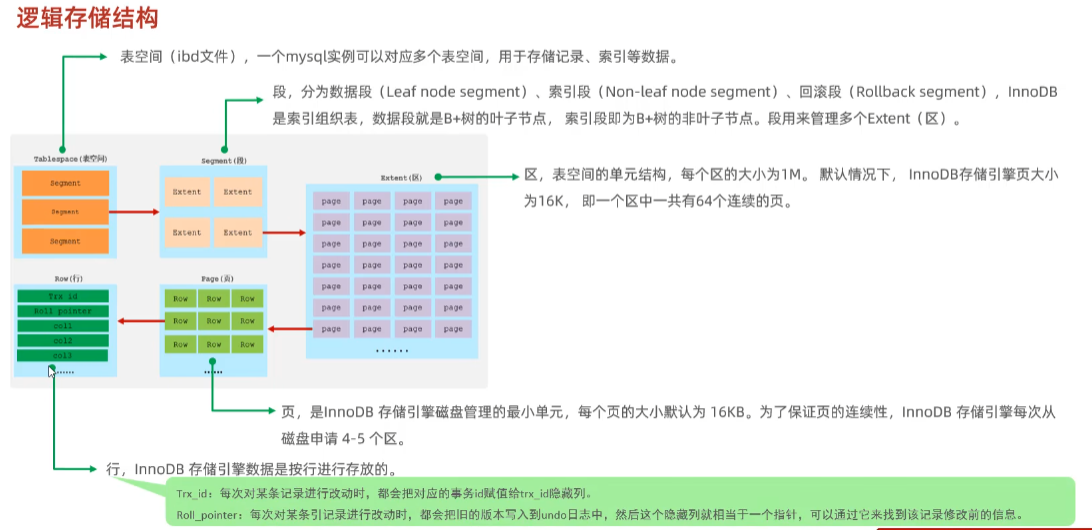 逻辑存储结构
表空间（ibd文件），一个mysql实例可以对应多个表空间，用于存储记录、索引等数据。
段，分为数据段（Leaf node segment）、索引段（Non-leaf node segment）、回滚段（Rollback segment），InnoDB
是索引组织表，数据段就是B+树的叶子节点， 索引段即为B+树的非叶子节点。段用来管理多个Extent（区）。
Tablespace(表空间)
Segment
Segment
Segment
Segment(段)
Extent Extent
Extent Extent
Extent(区)
page page page page
page page page page
page page page page
page page page page
page page page page
page page page page
page page page page
......
区，表空间的单元结构，每个区的大小为1M。 默认情况下， InnoDB存储引擎页大小
为16K， 即一个区中一共有64个连续的页。
Row(行)
Trx id
Roll pointer
col1
col2
col3
......
Page(页)
Row Row Row
Row Row Row
Row Row Row
......
页，是InnoDB 存储引擎磁盘管理的最小单元，每个页的大小默认为 16KB。为了保证页的连续性，InnoDB 存储引擎每次从
磁盘申请 4-5 个区。
行，InnoDB 存储引擎数据是按行进行存放的。
Trx_id：每次对某条记录进行改动时，都会把对应的事务id赋值给trx_id隐藏列。
Roll_pointer：每次对某条引记录进行改动时，都会把旧的版本写入到undo日志中，然后这个隐藏列就相当于一个指针，可以通过它来找到该记录修改前的信息。